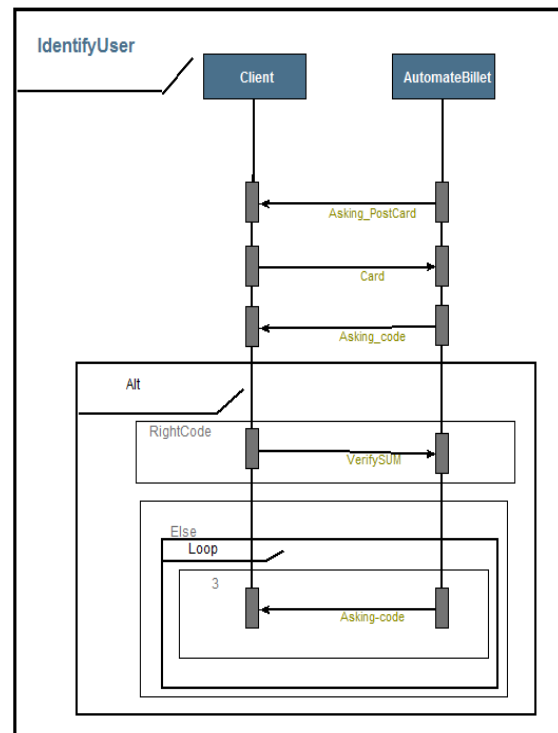 IdentifyUser
Client
AutomateBillet
Asking_PostCard
Card
Asking_code
Alt
RightCode
VerifySUM
Else
Loop
3
Asking-code